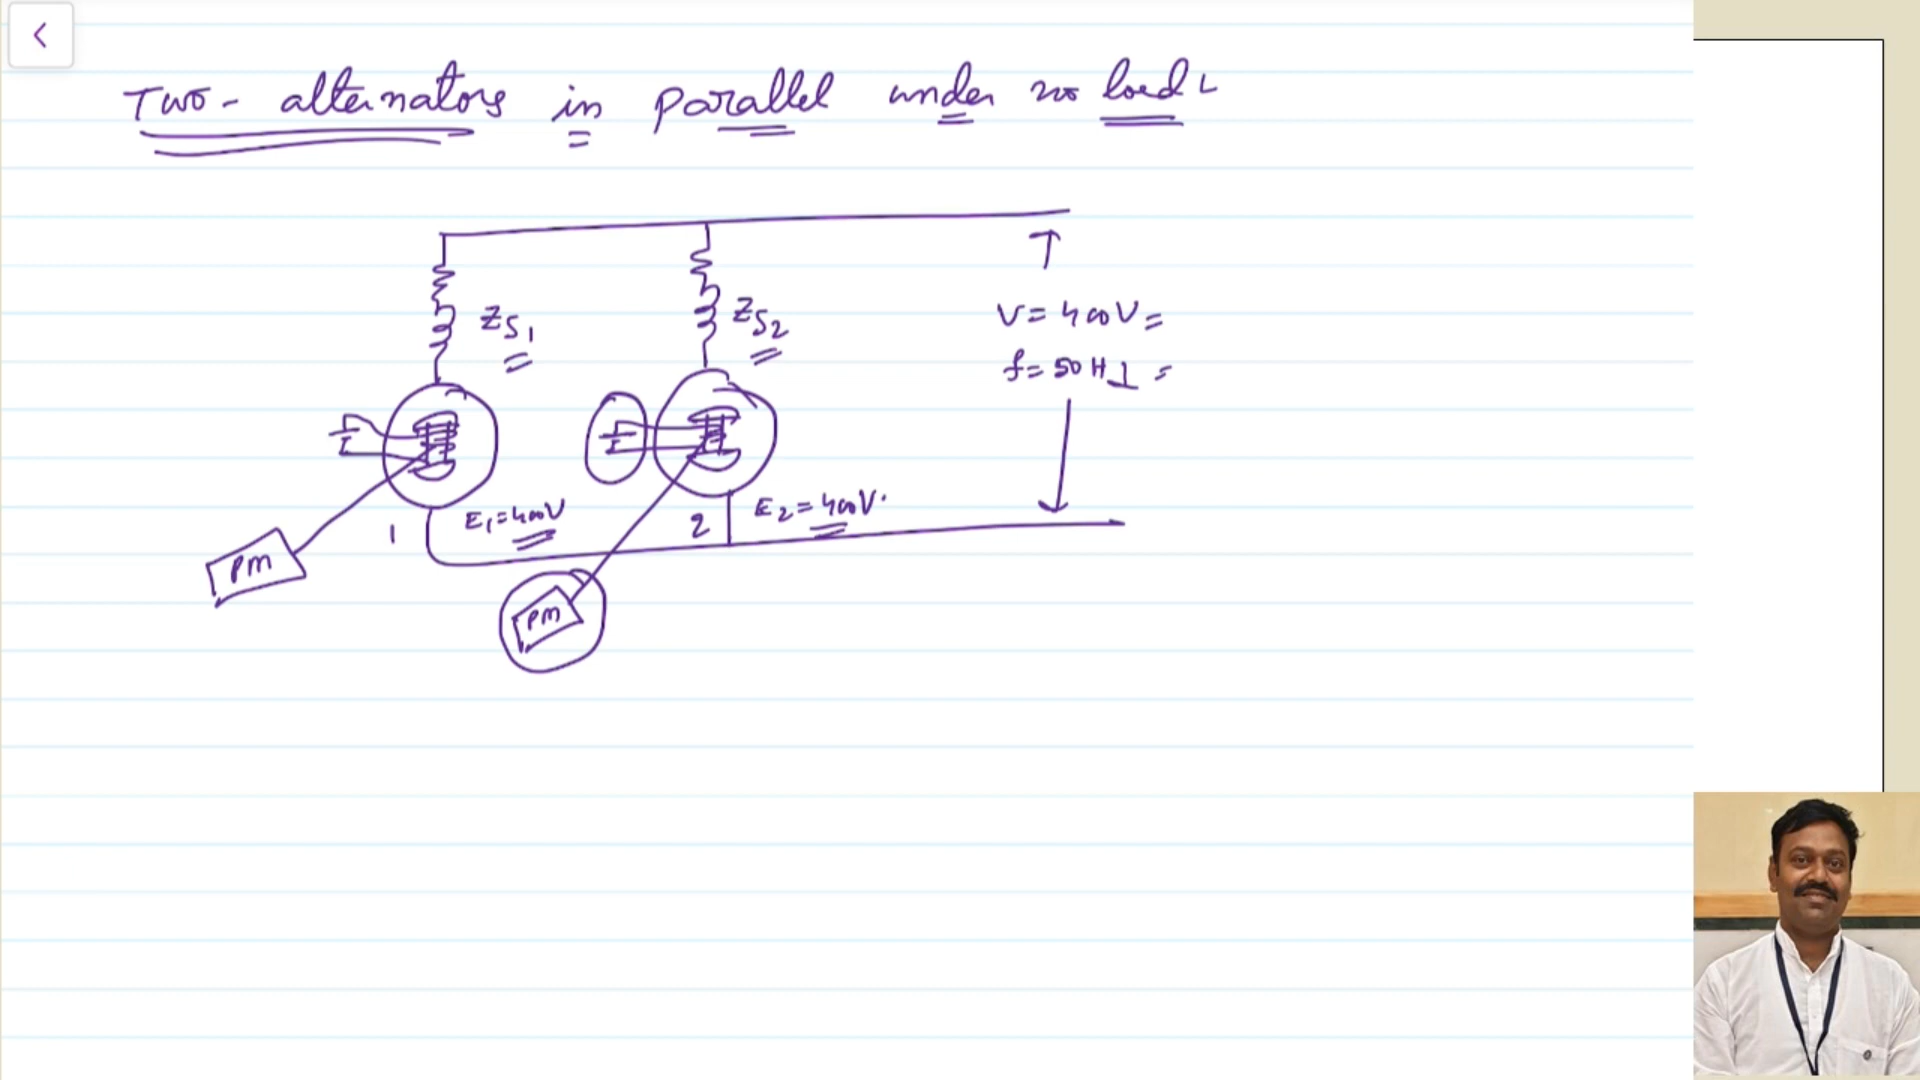 Two - alternators in parallel under no load
ZS1
ZS2
V = 400V =
f = 50 Hz =
E1 = 400V
E2 = 400V.
1
2
PM
PM